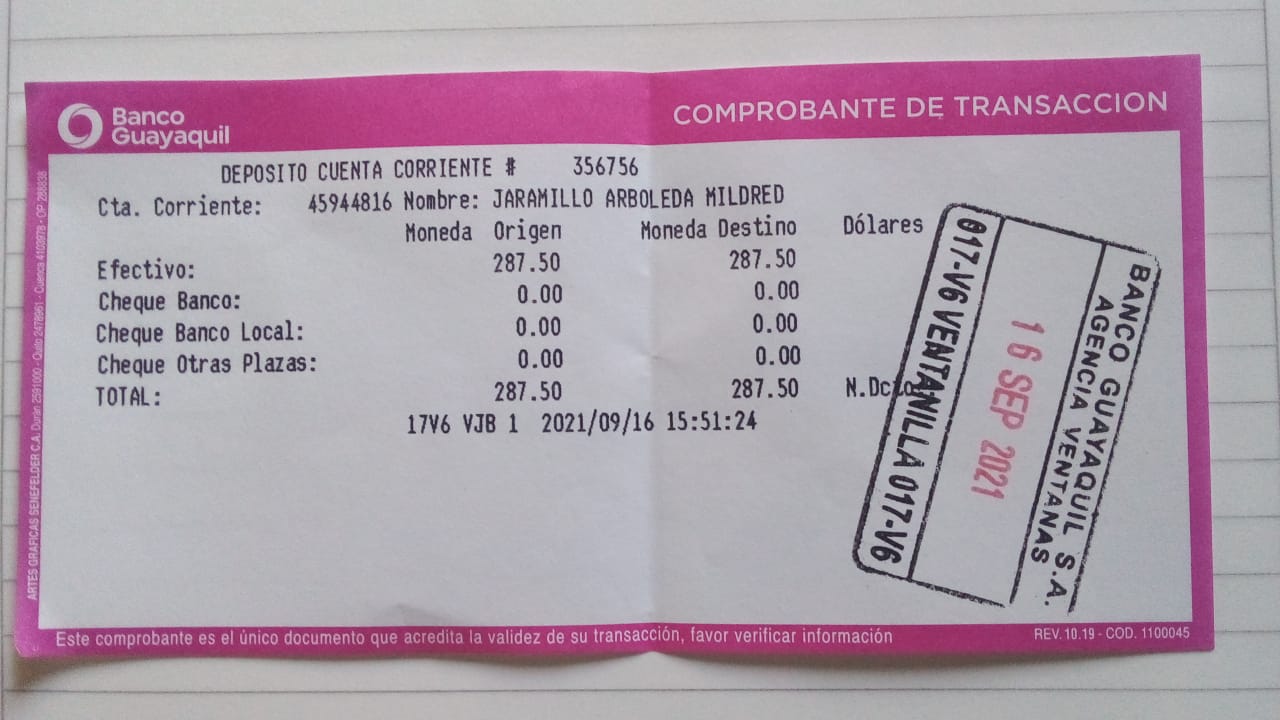 Banco
Guayaquil
COMPROBANTE DE TRANSACCION
DEPOSITO CUENTA CORRIENTE # 356756
Cta. Corriente: 45944816 Nombre: JARAMILLO ARBOLEDA MILDRED
Moneda Origen Moneda Destino Dólares
Efectivo: 287.50 287.50
Cheque Banco: 0.00 0.00
Cheque Banco Local: 0.00 0.00
Cheque Otras Plazas: 0.00 0.00
TOTAL: 287.50 287.50 N.Dctos
17V6 VJB 1 2021/09/16 15:51:24
BANCO GUAYAQUIL S.A.
AGENCIA VENTANAS
16 SEP 2021
017-V6 VENTANILLA 017-V6
ARTES GRAFICAS SENEFELDER C.A. Durán 2591000 - Quito 2478961 - Cuenca 4103978 - OP. 288838
Este comprobante es el único documento que acredita la validez de su transacción, favor verificar información
REV. 10.19 - COD. 1100045